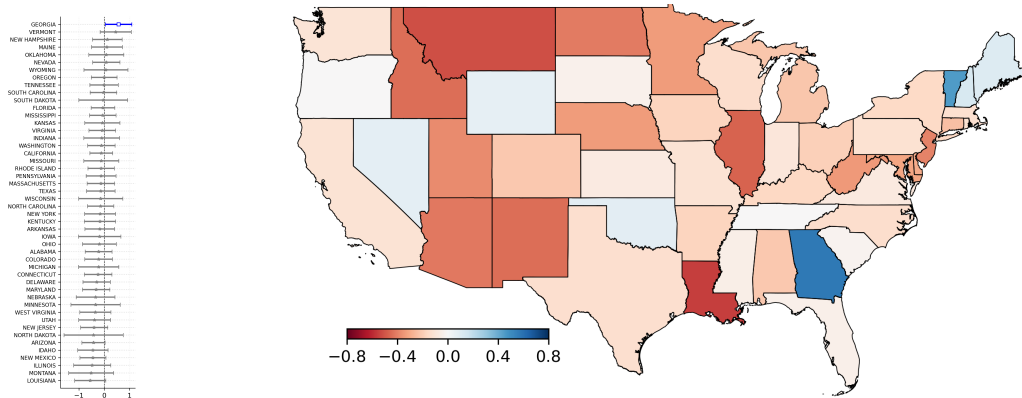 GEORGIA
VERMONT
NEW HAMPSHIRE
MAINE
OKLAHOMA
NEVADA
WYOMING
OREGON
TENNESSEE
SOUTH CAROLINA
SOUTH DAKOTA
FLORIDA
MISSISSIPPI
KANSAS
VIRGINIA
INDIANA
WASHINGTON
CALIFORNIA
MISSOURI
RHODE ISLAND
PENNSYLVANIA
MASSACHUSETTS
TEXAS
WISCONSIN
NORTH CAROLINA
NEW YORK
KENTUCKY
ARKANSAS
IOWA
OHIO
ALABAMA
COLORADO
MICHIGAN
CONNECTICUT
DELAWARE
MARYLAND
NEBRASKA
MINNESOTA
WEST VIRGINIA
UTAH
NEW JERSEY
NORTH DAKOTA
ARIZONA
IDAHO
NEW MEXICO
ILLINOIS
MONTANA
LOUISIANA
−1 0 1
−0.8 −0.4 0.0 0.4 0.8